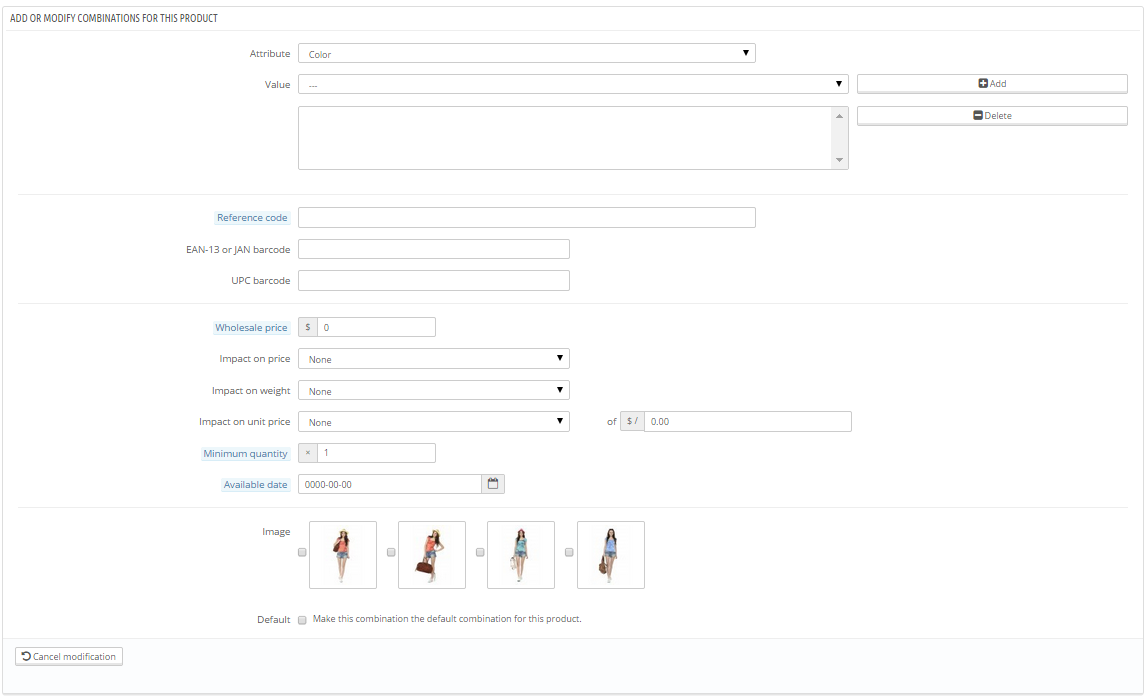 ADD OR MODIFY COMBINATIONS FOR THIS PRODUCT
Attribute Color
Value --- Add
Delete
Reference code
EAN-13 or JAN barcode
UPC barcode
Wholesale price $ 0
Impact on price None
Impact on weight None
Impact on unit price None of $ / 0.00
Minimum quantity × 1
Available date 0000-00-00
Image
Default Make this combination the default combination for this product.
Cancel modification